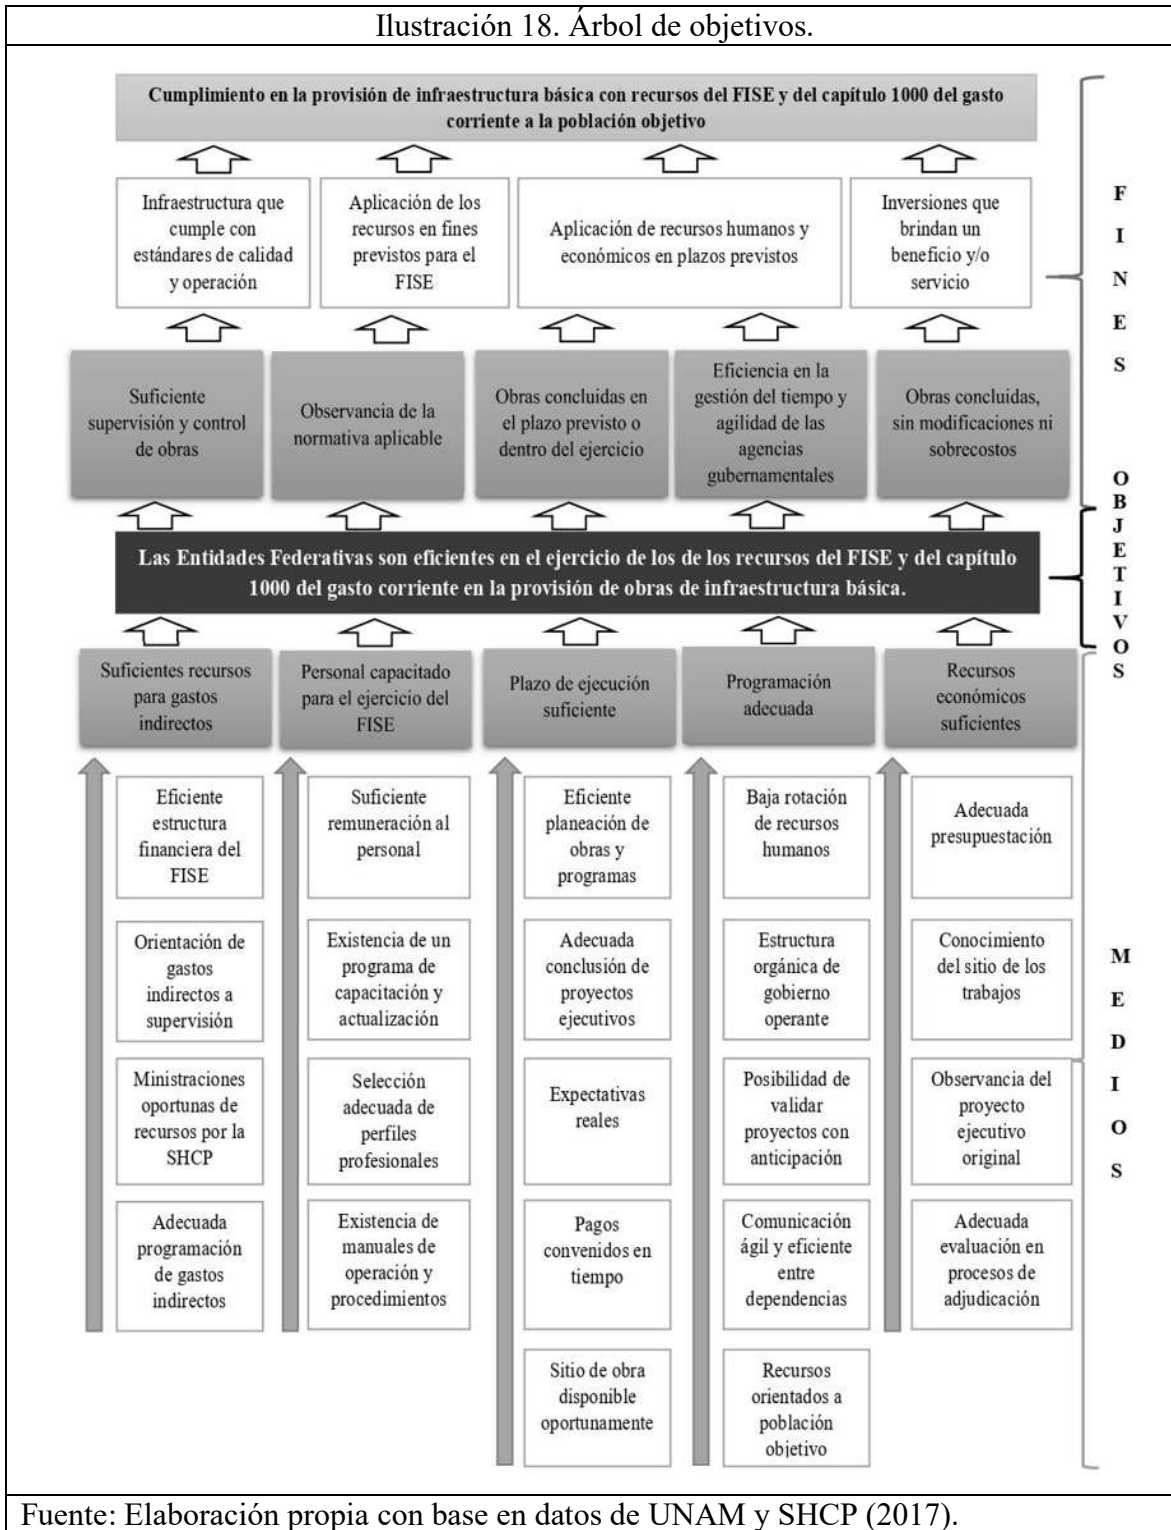 Ilustración 18. Árbol de objetivos.
Cumplimiento en la provisión de infraestructura básica con recursos del FISE y del capítulo 1000 del gasto
corriente a la población objetivo
Infraestructura que
cumple con
estándares de calidad
y operación
Aplicación de los
recursos en fines
previstos para el
FISE
Aplicación de recursos humanos y
económicos en plazos previstos
Inversiones que
brindan un
beneficio y/o
servicio
FINES
Suficiente
supervisión y control
de obras
Observancia de la
normativa aplicable
Obras concluidas en
el plazo previsto o
dentro del ejercicio
Eficiencia en la
gestión del tiempo y
agilidad de las
agencias
gubernamentales
Obras concluidas,
sin modificaciones ni
sobrecostos
Las Entidades Federativas son eficientes en el ejercicio de los de los recursos del FISE y del capítulo
1000 del gasto corriente en la provisión de obras de infraestructura básica.
OBJETIVOS
Suficientes recursos
para gastos
indirectos
Personal capacitado
para el ejercicio del
FISE
Plazo de ejecución
suficiente
Programación
adecuada
Recursos
económicos
suficientes
Eficiente
estructura
financiera del
FISE
Suficiente
remuneración al
personal
Eficiente
planeación de
obras y
programas
Baja rotación
de recursos
humanos
Adecuada
presupuestación
Orientación de
gastos
indirectos a
supervisión
Existencia de un
programa de
capacitación y
actualización
Adecuada
conclusión de
proyectos
ejecutivos
Estructura
orgánica de
gobierno
operante
Conocimiento
del sitio de los
trabajos
MEDIOS
Ministraciones
oportunas de
recursos por la
SHCP
Selección
adecuada de
perfiles
profesionales
Expectativas
reales
Posibilidad de
validar
proyectos con
anticipación
Observancia del
proyecto
ejecutivo
original
Adecuada
programación
de gastos
indirectos
Existencia de
manuales de
operación y
procedimientos
Pagos
convenidos en
tiempo
Comunicación
ágil y eficiente
entre
dependencias
Adecuada
evaluación en
procesos de
adjudicación
Sitio de obra
disponible
oportunamente
Recursos
orientados a
población
objetivo
Fuente: Elaboración propia con base en datos de UNAM y SHCP (2017).